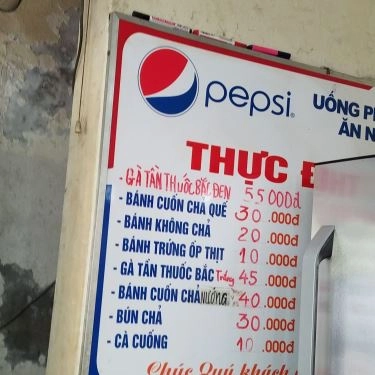 pepsi
UỐNG PE
ĂN N
THỰC Đ
- GÀ TẦN THUỐC BẮC ĐEN 55000đ
- BÁNH CUỐN CHẢ QUẾ 30.000đ
- BÁNH KHÔNG CHẢ 20.000đ
- BÁNH TRỨNG ỐP THỊT 10.000đ
- GÀ TẦN THUỐC BẮC Trắng 45.000đ
- BÁNH CUỐN CHẢ NƯỚNG 40.000đ
- BÚN CHẢ 30.000đ
- CÀ CUỐNG 10.000đ
Chúc Quý khách